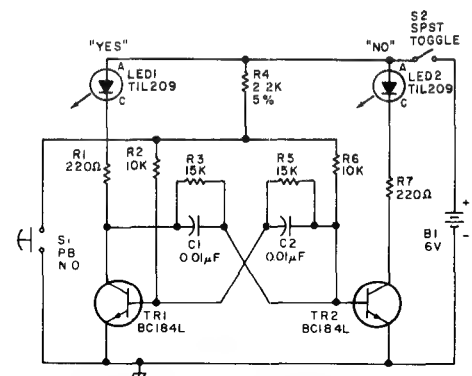 S2
SPST
TOGGLE
"YES"
"NO"
A
LED1
TIL209
C
R4
2.2K
5%
A
LED2
TIL209
C
R1
220Ω
R2
10K
R3
15K
R5
15K
R6
10K
R7
220Ω
C1
0.01µF
C2
0.01µF
S1
PB
N O
+
-
B1
6V
TR1
BC184L
TR2
BC184L